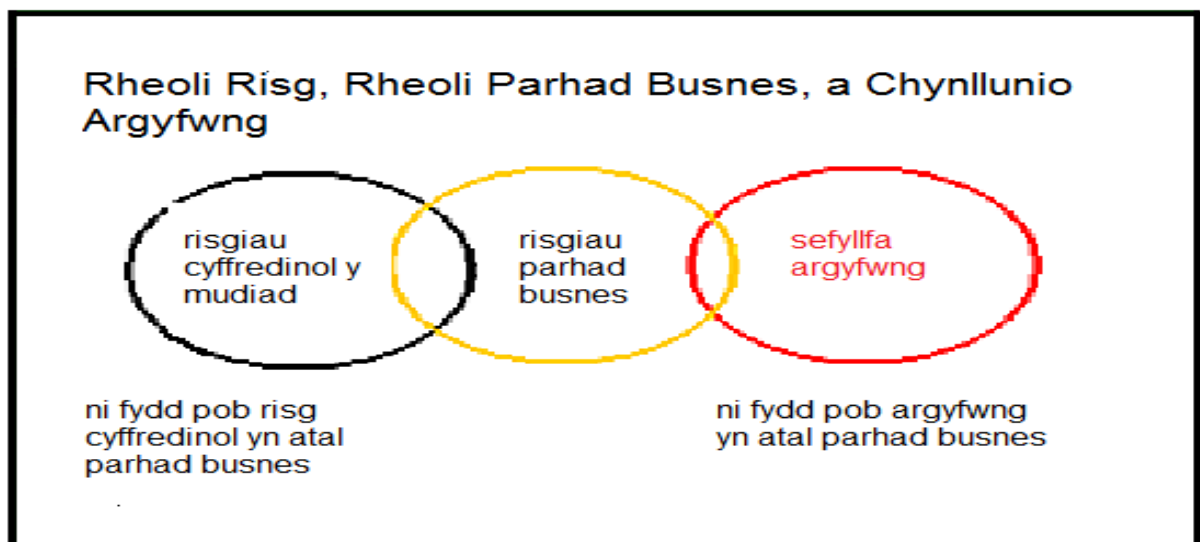 Rheoli Risg, Rheoli Parhad Busnes, a Chynllunio
Argyfwng
risgiau
cyffredinol y
mudiad
risgiau
parhad
busnes
sefyllfa
argyfwng
ni fydd pob risg
cyffredinol yn atal
parhad busnes
ni fydd pob argyfwng
yn atal parhad busnes
.